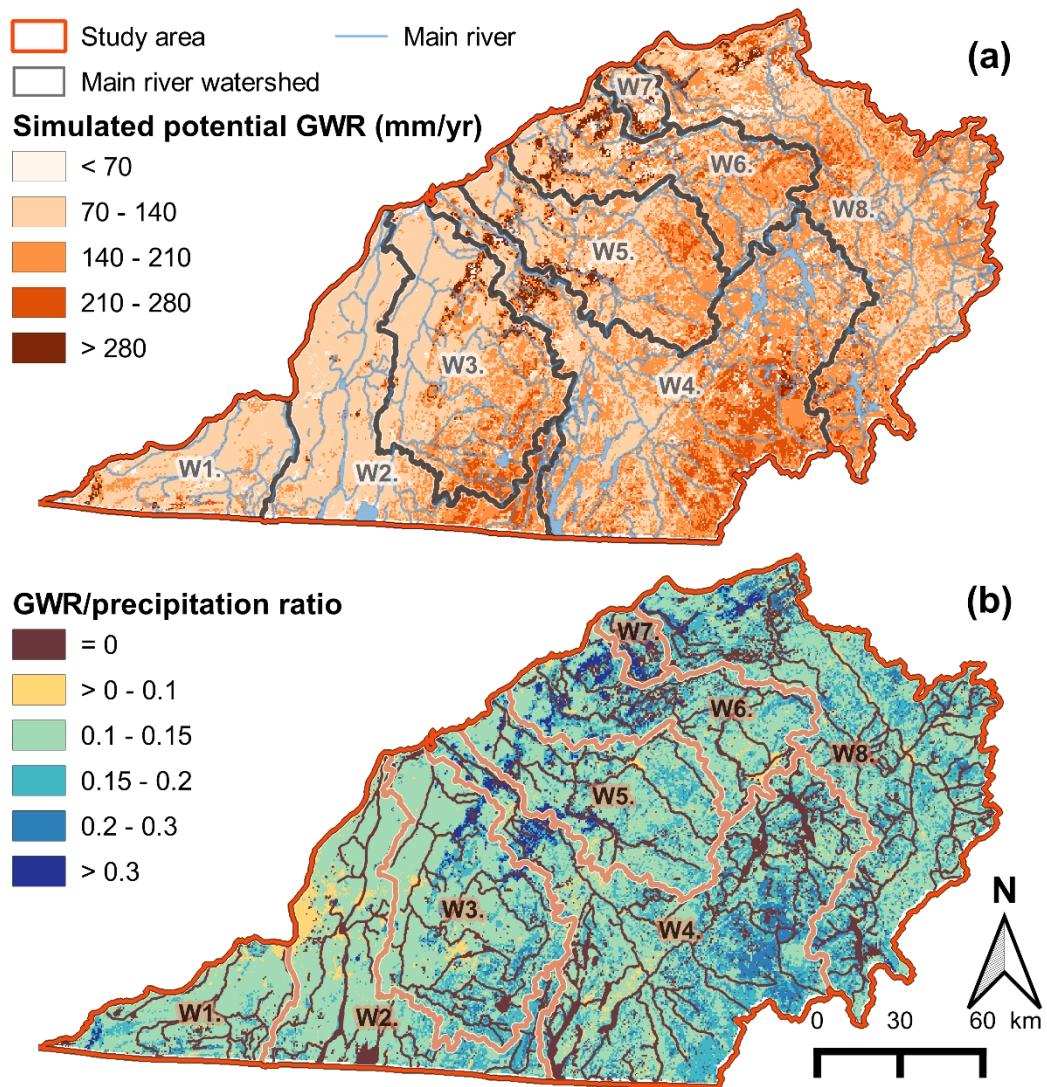 Study area
Main river
Main river watershed
(a)
Simulated potential GWR (mm/yr)
< 70
70 - 140
140 - 210
210 - 280
> 280
W7.
W6.
W8.
W5.
W3.
W4.
W1.
W2.
(b)
GWR/precipitation ratio
= 0
> 0 - 0.1
0.1 - 0.15
0.15 - 0.2
0.2 - 0.3
> 0.3
W7.
W6.
W8.
W5.
W3.
W4.
W1.
W2.
N
0 30 60 km